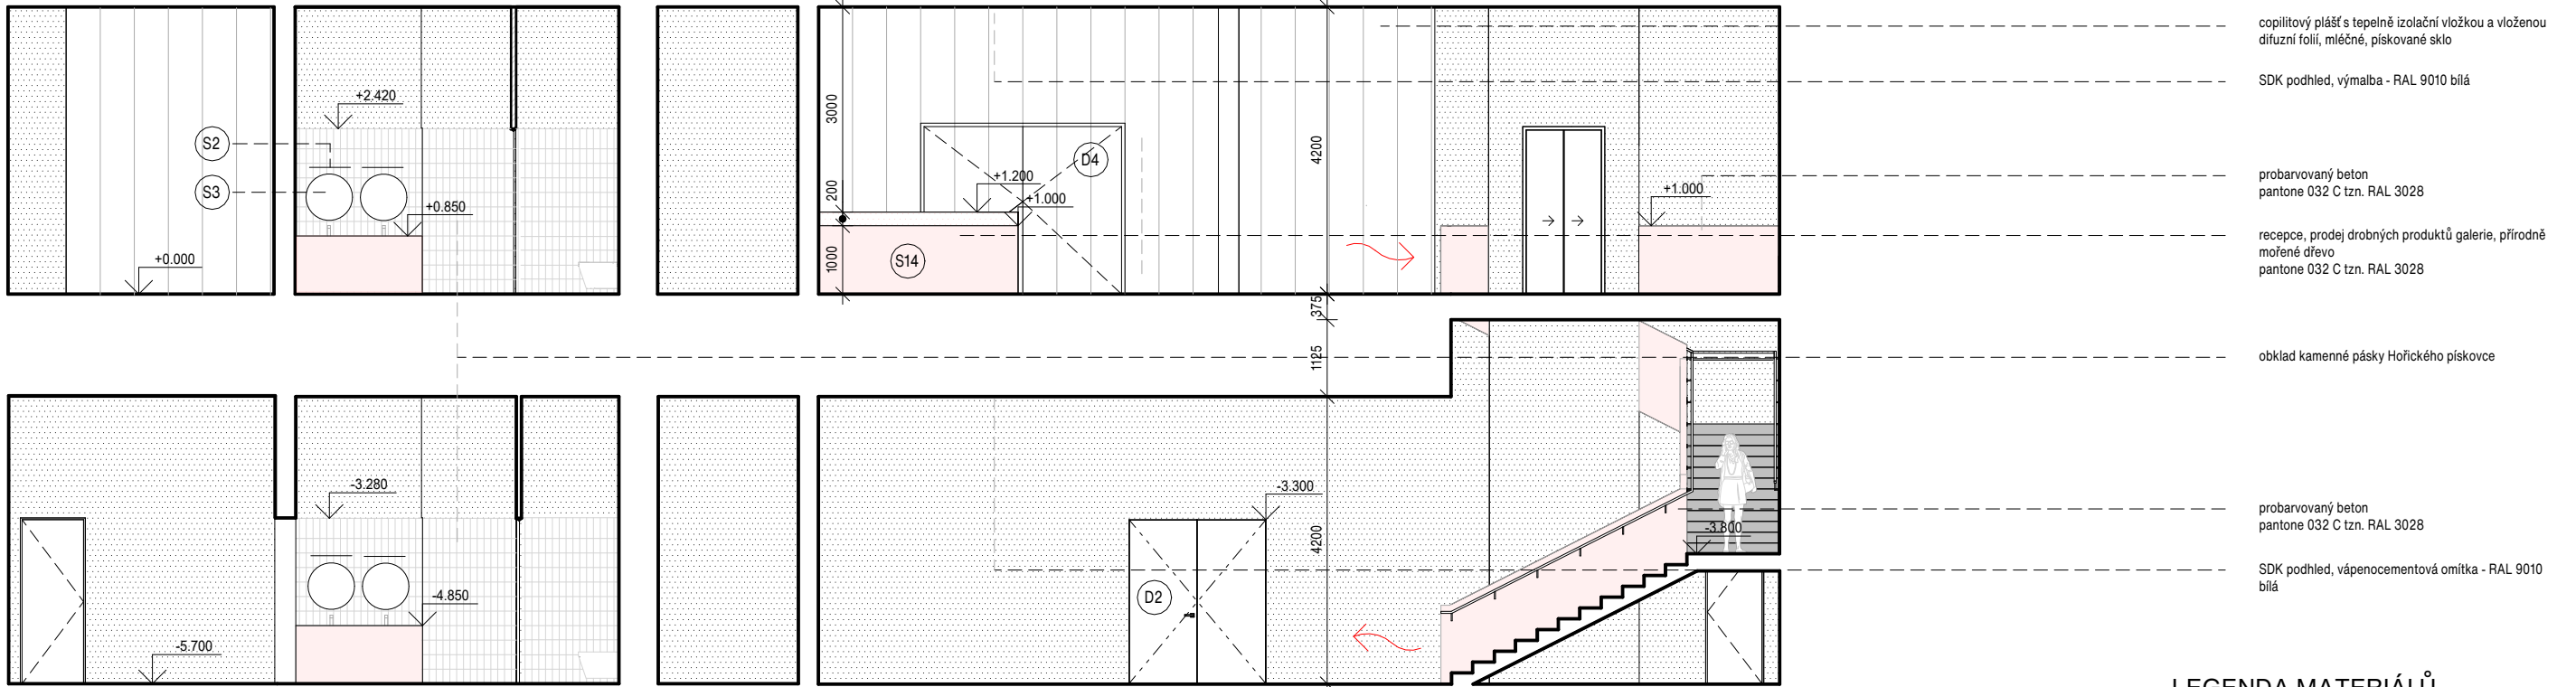 copilitový plášť s tepelně izolační vložkou a vloženou
difuzní folií, mléčné, pískované sklo
SDK podhled, výmalba - RAL 9010 bílá
+2.420
3000
S2
D4
4200
+1.200
200
+1.000
+1.000
probarvovaný beton
pantone 032 C tzn. RAL 3028
S3
+0.850
recepce, prodej drobných produktů galerie, přírodně
mořené dřevo
pantone 032 C tzn. RAL 3028
+0.000
1000
S14
375
1125
obklad kamenné pásky Hořického pískovce
-3.280
-3.300
4200
-3.800
probarvovaný beton
pantone 032 C tzn. RAL 3028
SDK podhled, vápenocementová omítka - RAL 9010
bílá
-4.850
D2
-5.700
LEGENDA MATERIÁLŮ